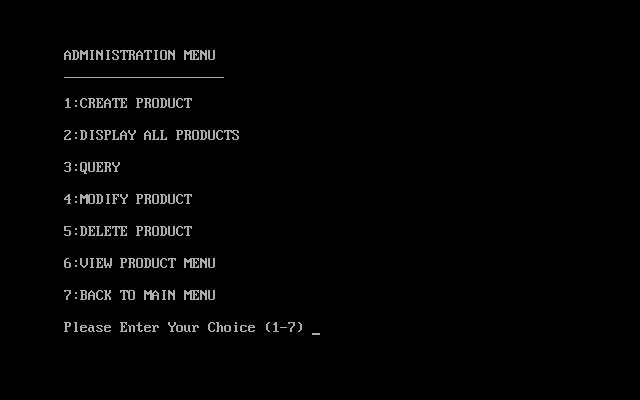 ADMINISTRATION MENU
____________________
1:CREATE PRODUCT
2:DISPLAY ALL PRODUCTS
3:QUERY
4:MODIFY PRODUCT
5:DELETE PRODUCT
6:VIEW PRODUCT MENU
7:BACK TO MAIN MENU
Please Enter Your Choice (1-7) _